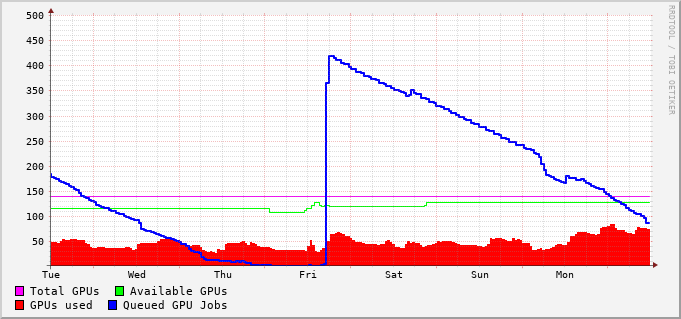 500
450
400
350
300
250
200
150
100
50
Tue Wed Thu Fri Sat Sun Mon
Total GPUs Available GPUs
GPUs used Queued GPU Jobs
RRDTOOL / TOBI OETIKER